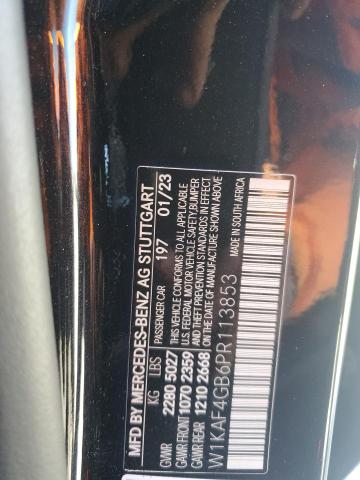 MFD BY MERCEDES-BENZ AG STUTTGART
PASSENGER CAR 197 01/23
KG LBS THIS VEHICLE CONFORMS TO ALL APPLICABLE
GVWR 2280 5027 U.S. FEDERAL MOTOR VEHICLE SAFETY, BUMPER
GAWR FRONT 1070 2359 AND THEFT PREVENTION STANDARDS IN EFFECT
GAWR REAR 1210 2668 ON THE DATE OF MANUFACTURE SHOWN ABOVE.
W1KAF4GB6PR113853 MADE IN SOUTH AFRICA